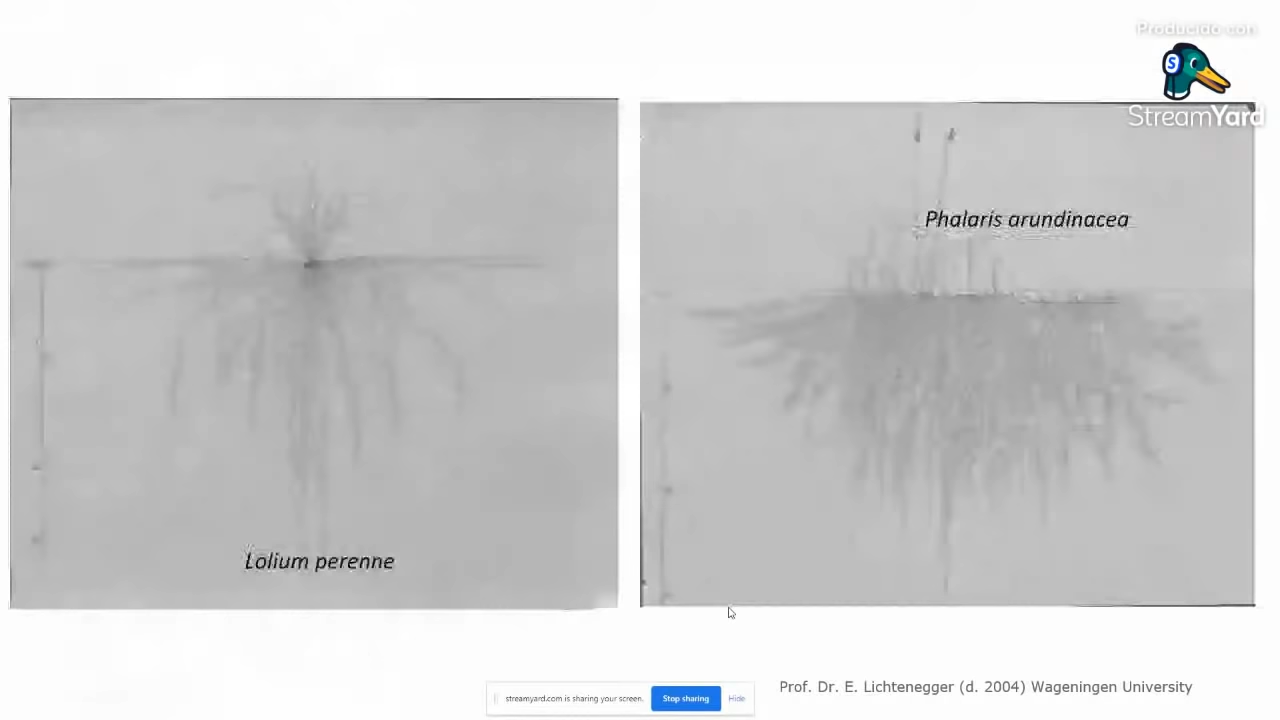 Producido con
StreamYard
Phalaris arundinacea
Lolium perenne
Prof. Dr. E. Lichtenegger (d. 2004) Wageningen University
streamyard.com is sharing your screen.
Stop sharing
Hide